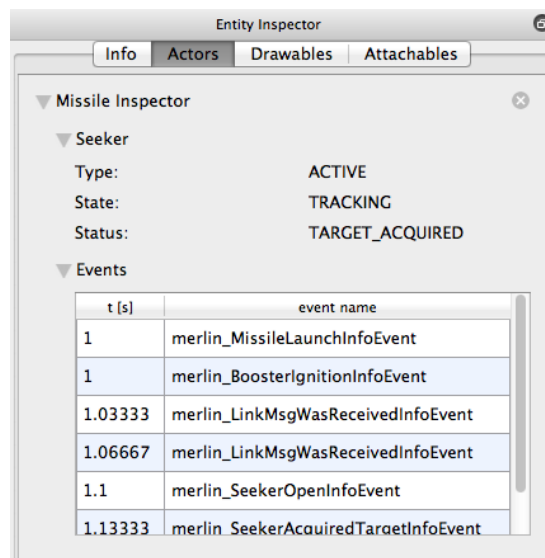 Entity Inspector
Info Actors Drawables Attachables
Missile Inspector
Seeker
Type: ACTIVE
State: TRACKING
Status: TARGET_ACQUIRED
Events
t [s] event name
1 merlin_MissileLaunchInfoEvent
1 merlin_BoosterIgnitionInfoEvent
1.03333 merlin_LinkMsgWasReceivedInfoEvent
1.06667 merlin_LinkMsgWasReceivedInfoEvent
1.1 merlin_SeekerOpenInfoEvent
1.13333 merlin_SeekerAcquiredTargetInfoEvent